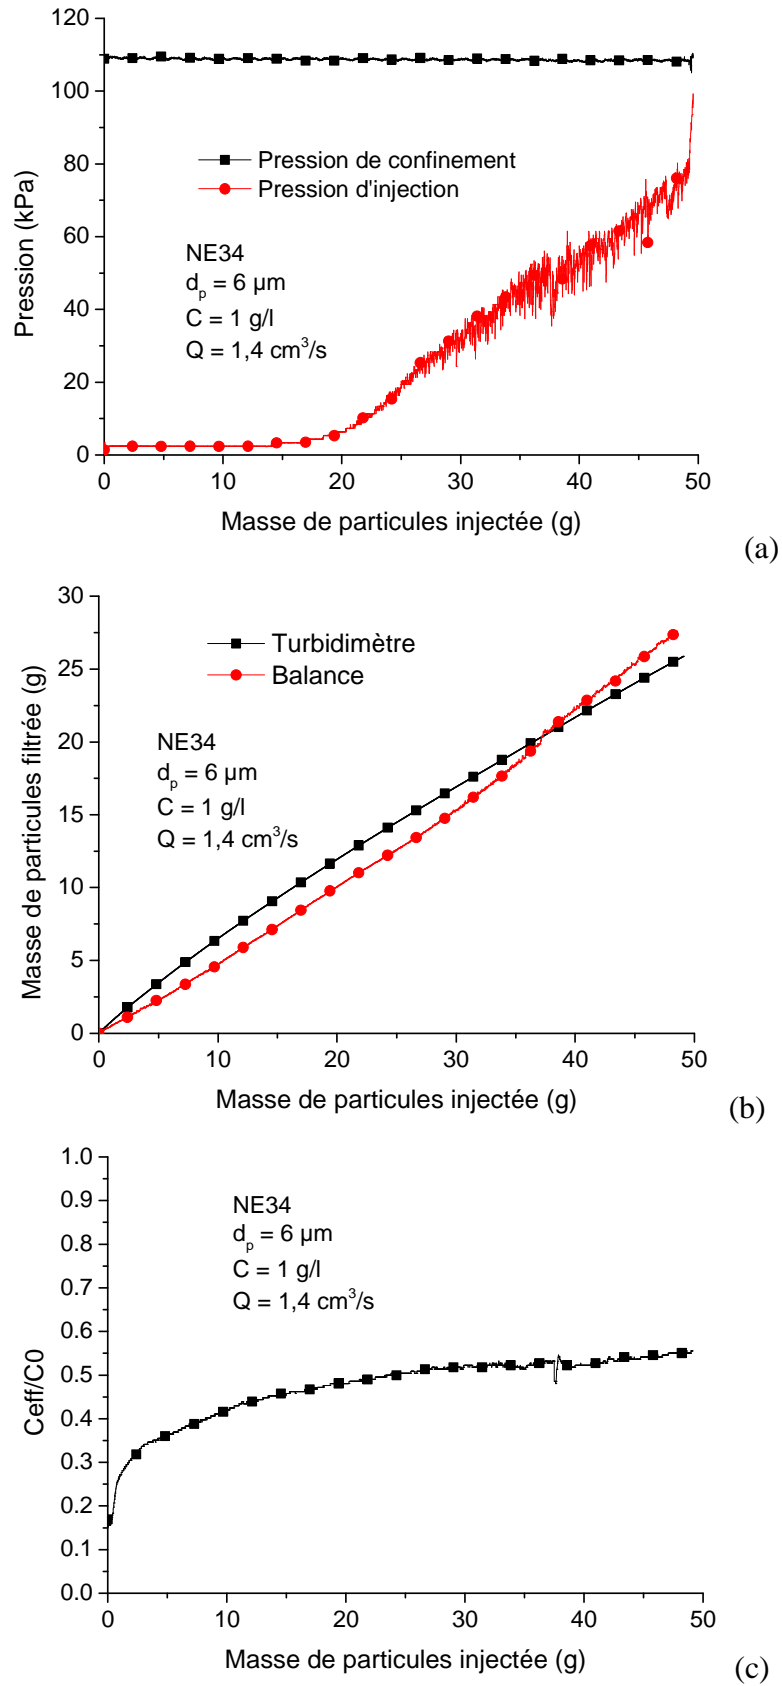 120
100
80
60
40
20
0
Pression (kPa)
Pression de confinement
Pression d'injection
NE34
dp = 6 µm
C = 1 g/l
Q = 1,4 cm³/s
0 10 20 30 40 50
Masse de particules injectée (g)
(a)
30
25
20
15
10
5
0
Masse de particules filtrée (g)
Turbidimètre
Balance
NE34
dp = 6 µm
C = 1 g/l
Q = 1,4 cm³/s
0 10 20 30 40 50
Masse de particules injectée (g)
(b)
1.0
0.9
0.8
0.7
0.6
0.5
0.4
0.3
0.2
0.1
0.0
Ceff/C0
NE34
dp = 6 µm
C = 1 g/l
Q = 1,4 cm³/s
0 10 20 30 40 50
Masse de particules injectée (g)
(c)